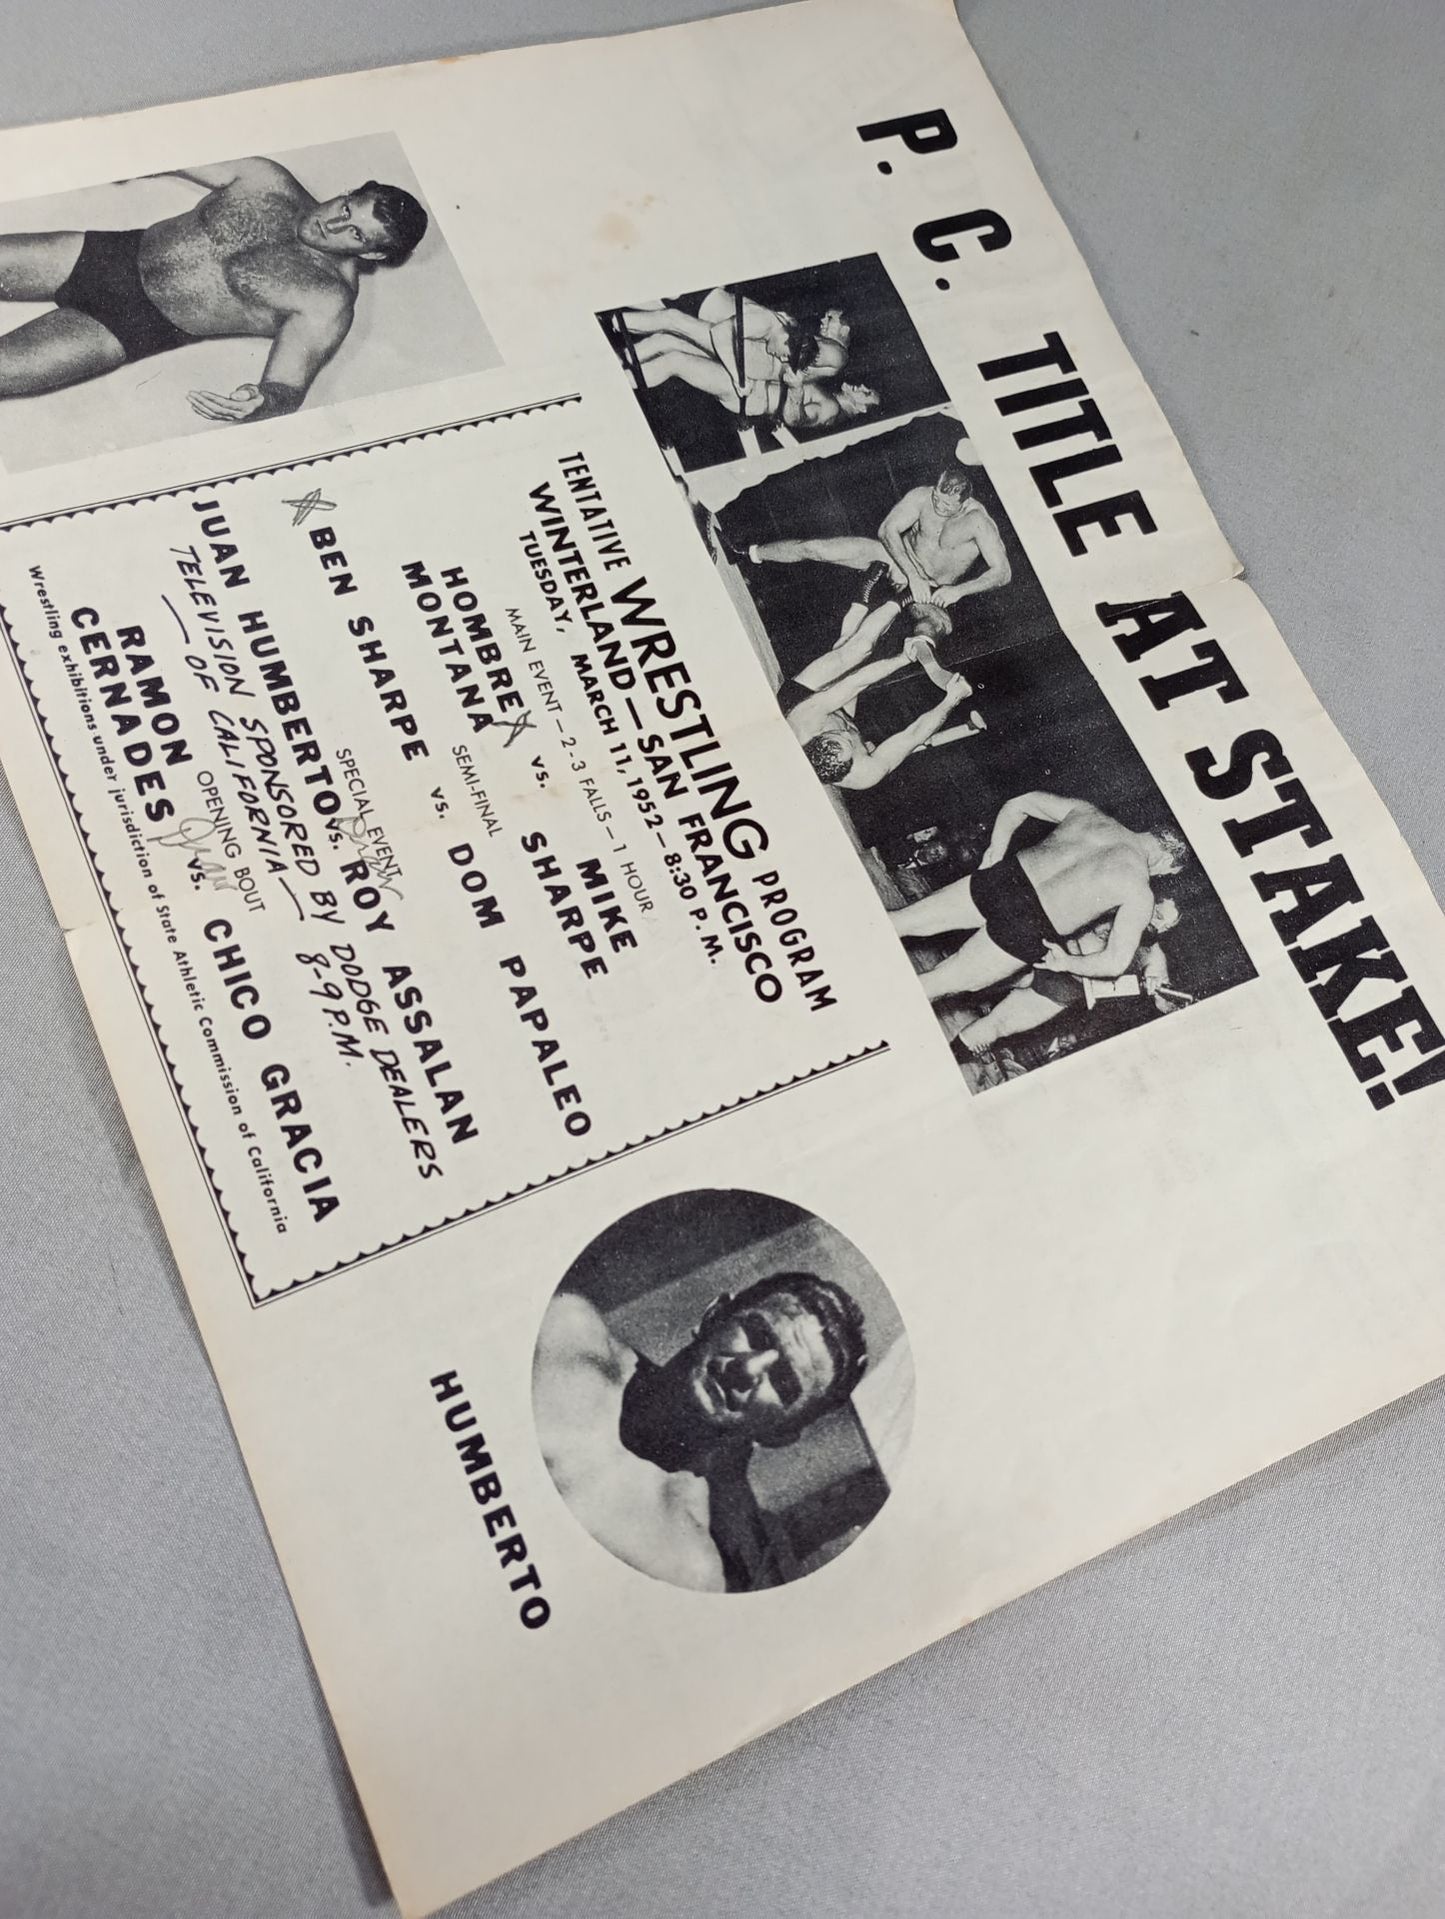 P. C. TITLE AT STAKE!
TENTATIVE WRESTLING PROGRAM
WINTERLAND — SAN FRANCISCO
TUESDAY, MARCH 11, 1952 — 8:30 P. M.
MAIN EVENT — 2-3 FALLS — 1 HOUR
HOMBRE MONTANA vs. MIKE SHARPE
SEMI-FINAL
BEN SHARPE vs. DOM PAPALEO
SPECIAL EVENT
JUAN HUMBERTO vs. ROY ASSALAN
Draw
TELEVISION SPONSORED BY DODGE DEALERS
— OF CALIFORNIA — 8-9 P.M.
OPENING BOUT
RAMON CERNADES vs. CHICO GRACIA
Draw
Wrestling exhibitions under jurisdiction of State Athletic Commission of California
HUMBERTO